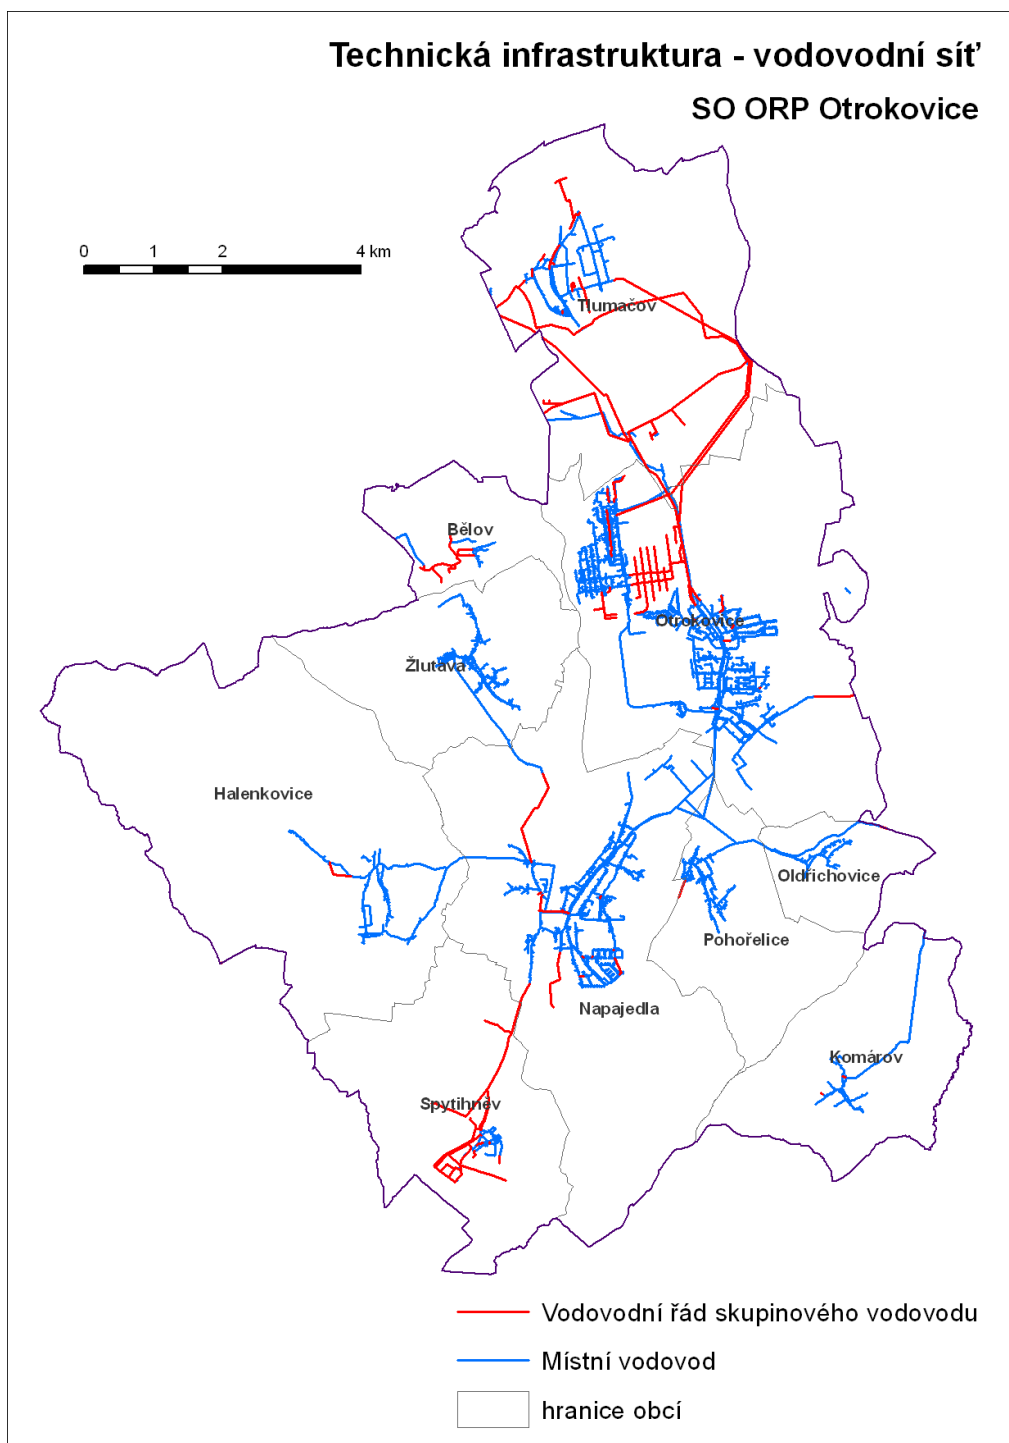 Technická infrastruktura - vodovodní síť
SO ORP Otrokovice
0 1 2 4 km
Tlumačov
Bělov
Otrokovice
Žlutava
Halenkovice
Oldřichovice
Pohořelice
Napajedla
Komárov
Spytihněv
Vodovodní řád skupinového vodovodu
Místní vodovod
hranice obcí